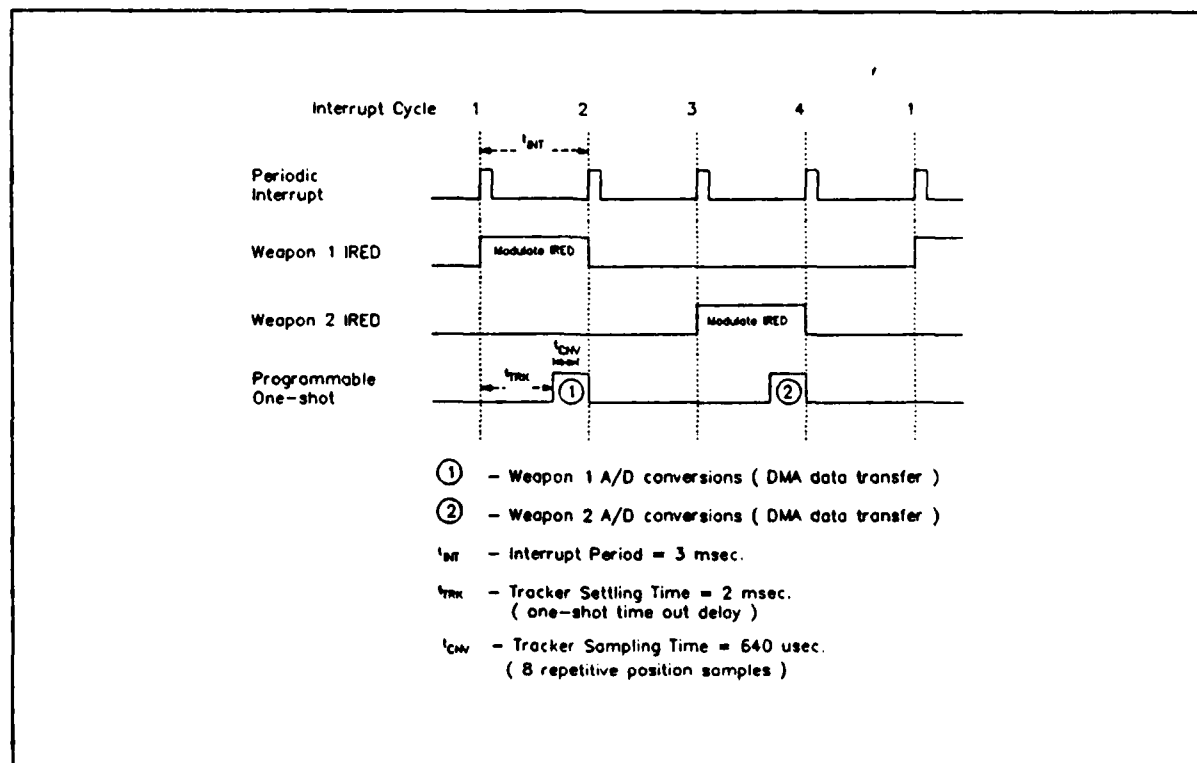 Interrupt Cycle 1 2 3 4 1
tINT
Periodic
Interrupt
Weapon 1 IRED Modulate IRED
Weapon 2 IRED Modulate IRED
tCNV
tTRK
Programmable
One-shot
1 2
1 – Weapon 1 A/D conversions ( DMA data transfer )
2 – Weapon 2 A/D conversions ( DMA data transfer )
tINT – Interrupt Period = 3 msec.
tTRK – Tracker Settling Time = 2 msec.
( one-shot time out delay )
tCNV – Tracker Sampling Time = 640 usec.
( 8 repetitive position samples )